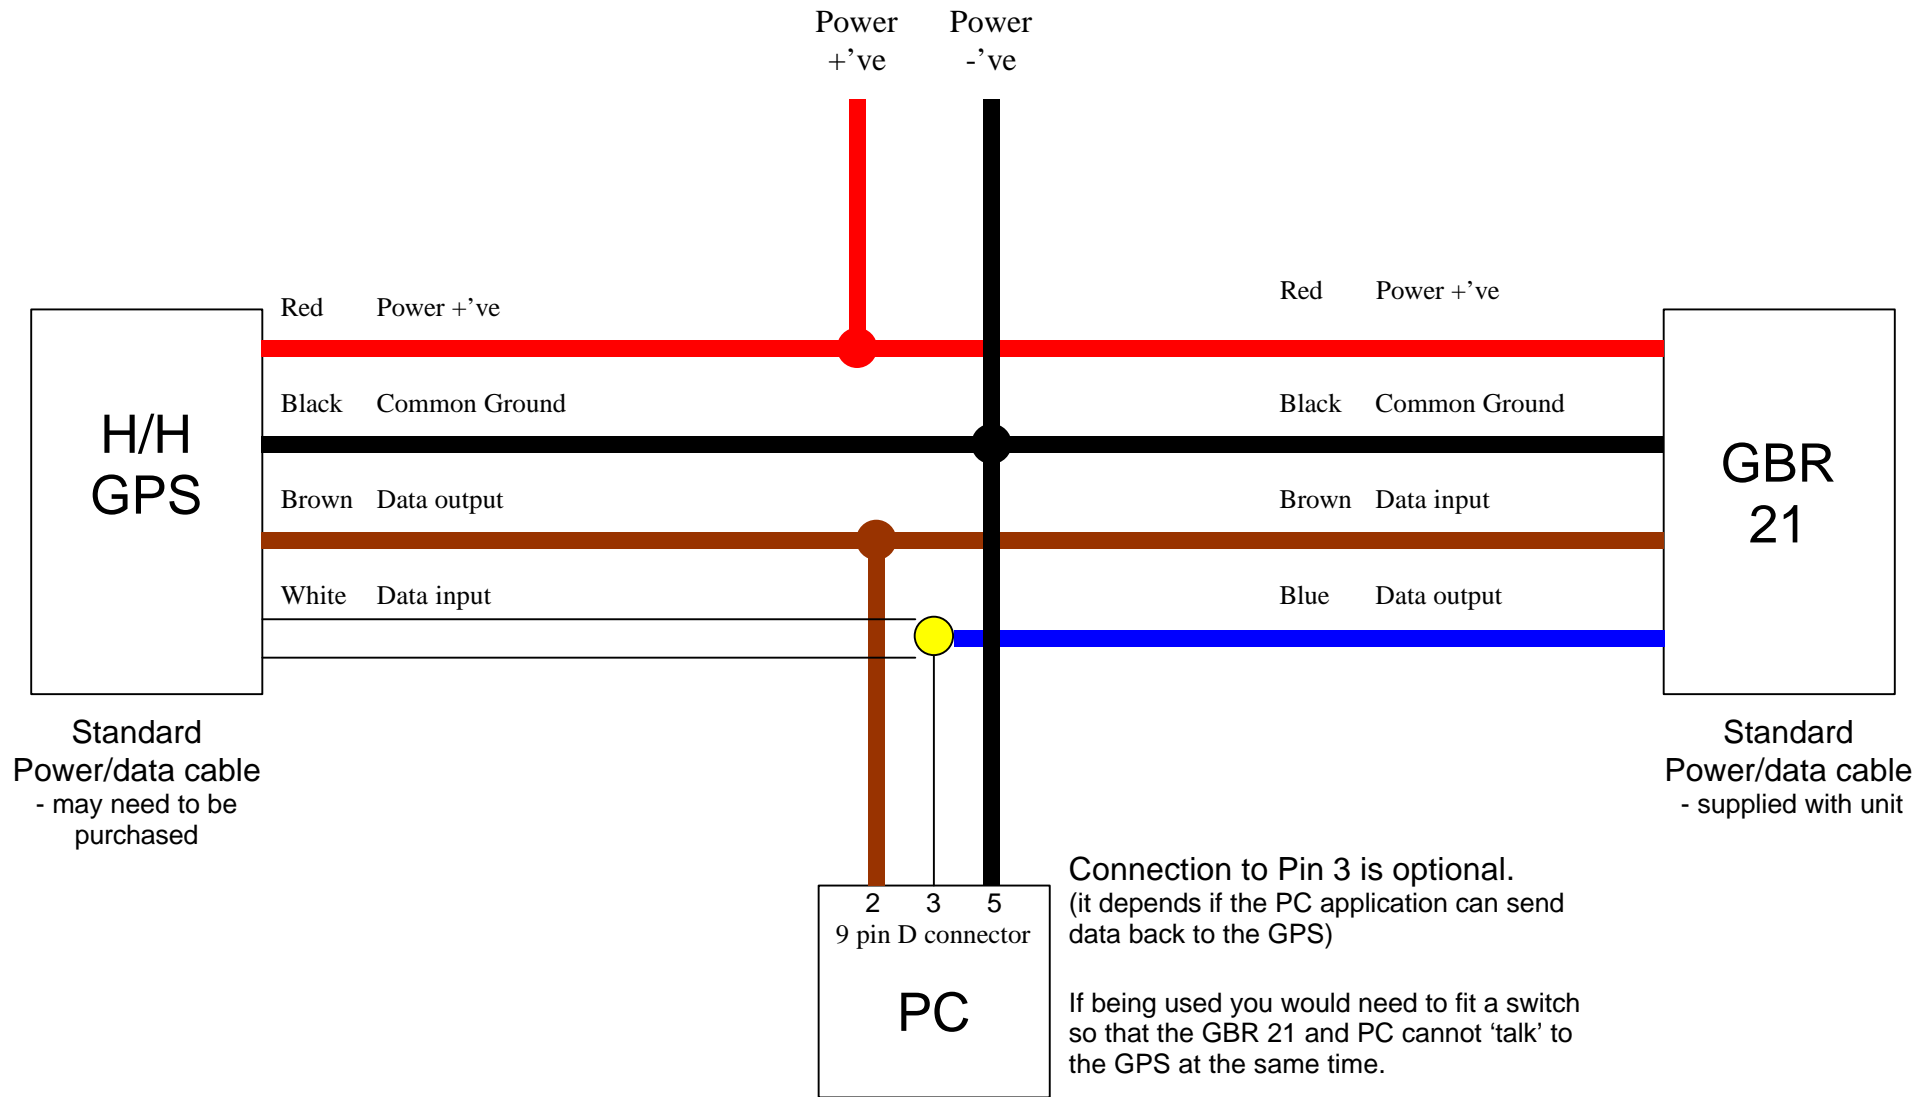 Power
+’ve
Power
-’ve
Red Power +’ve
Black Common Ground
Brown Data output
White Data input
H/H
GPS
Standard
Power/data cable
- may need to be
purchased
Red Power +’ve
Black Common Ground
Brown Data input
Blue Data output
GBR
21
Standard
Power/data cable
- supplied with unit
2 3 5
9 pin D connector
PC
Connection to Pin 3 is optional.
(it depends if the PC application can send
data back to the GPS)
If being used you would need to fit a switch
so that the GBR 21 and PC cannot ‘talk’ to
the GPS at the same time.